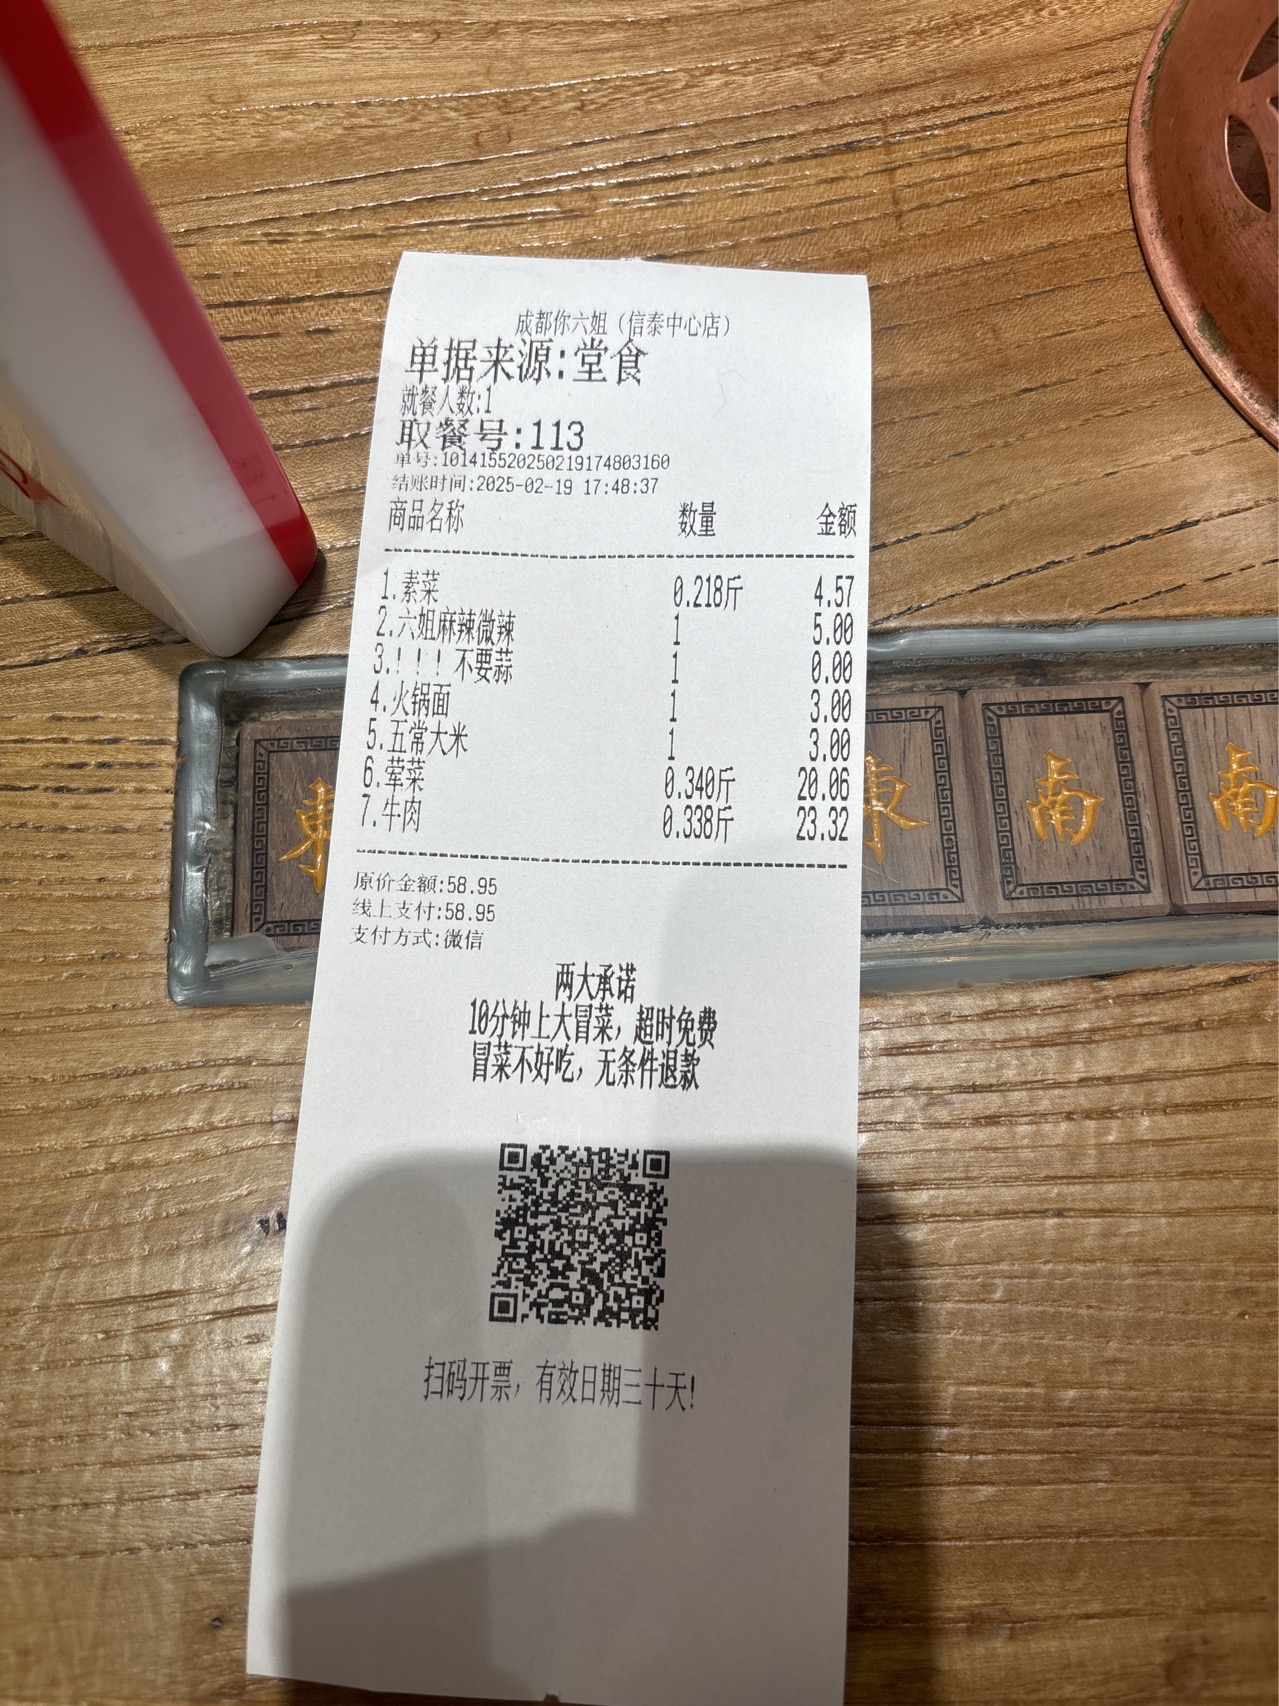 成都你六姐（信泰中心店）
单据来源:堂食
就餐人数:1
取餐号:113
单号:101415520250219174803160
结账时间:2025-02-19 17:48:37
商品名称 数量 金额
1.素菜 0.218斤 4.57
2.六姐麻辣微辣 1 5.00
3.！！！不要蒜 1 0.00
4.火锅面 1 3.00
5.五常大米 1 3.00
6.荤菜 0.340斤 20.06
7.牛肉 0.338斤 23.32
原价金额:58.95
线上支付:58.95
支付方式:微信
两大承诺
10分钟上大冒菜，超时免费
冒菜不好吃，无条件退款
扫码开票，有效日期三十天!
東 東 南 南